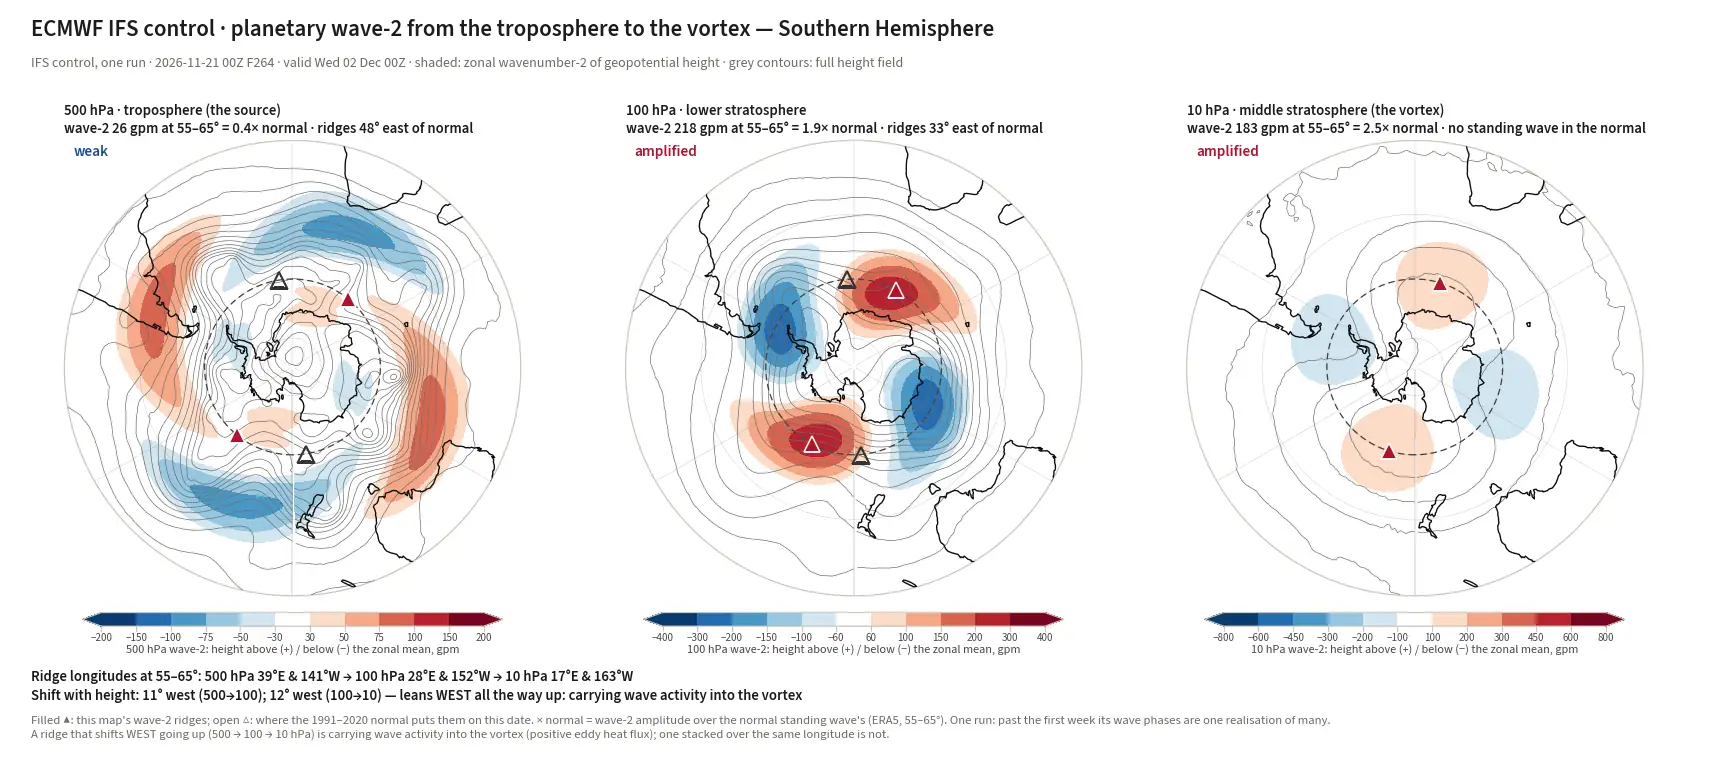 ECMWF IFS control · planetary wave-2 from the troposphere to the vortex — Southern Hemisphere
IFS control, one run · 2026-11-21 00Z F264 · valid Wed 02 Dec 00Z · shaded: zonal wavenumber-2 of geopotential height · grey contours: full height field
500 hPa · troposphere (the source)
wave-2 26 gpm at 55–65° = 0.4× normal · ridges 48° east of normal
weak
100 hPa · lower stratosphere
wave-2 218 gpm at 55–65° = 1.9× normal · ridges 33° east of normal
amplified
10 hPa · middle stratosphere (the vortex)
wave-2 183 gpm at 55–65° = 2.5× normal · no standing wave in the normal
amplified
−200 −150 −100 −75 −50 −30 30 50 75 100 150 200
500 hPa wave-2: height above (+) / below (−) the zonal mean, gpm
−400 −300 −200 −150 −100 −60 60 100 150 200 300 400
100 hPa wave-2: height above (+) / below (−) the zonal mean, gpm
−800 −600 −450 −300 −200 −100 100 200 300 450 600 800
10 hPa wave-2: height above (+) / below (−) the zonal mean, gpm
Ridge longitudes at 55–65°: 500 hPa 39°E & 141°W → 100 hPa 28°E & 152°W → 10 hPa 17°E & 163°W
Shift with height: 11° west (500→100); 12° west (100→10) — leans WEST all the way up: carrying wave activity into the vortex
Filled ▲: this map's wave-2 ridges; open △: where the 1991–2020 normal puts them on this date. × normal = wave-2 amplitude over the normal standing wave's (ERA5, 55–65°). One run: past the first week its wave phases are one realisation of many.
A ridge that shifts WEST going up (500 → 100 → 10 hPa) is carrying wave activity into the vortex (positive eddy heat flux); one stacked over the same longitude is not.